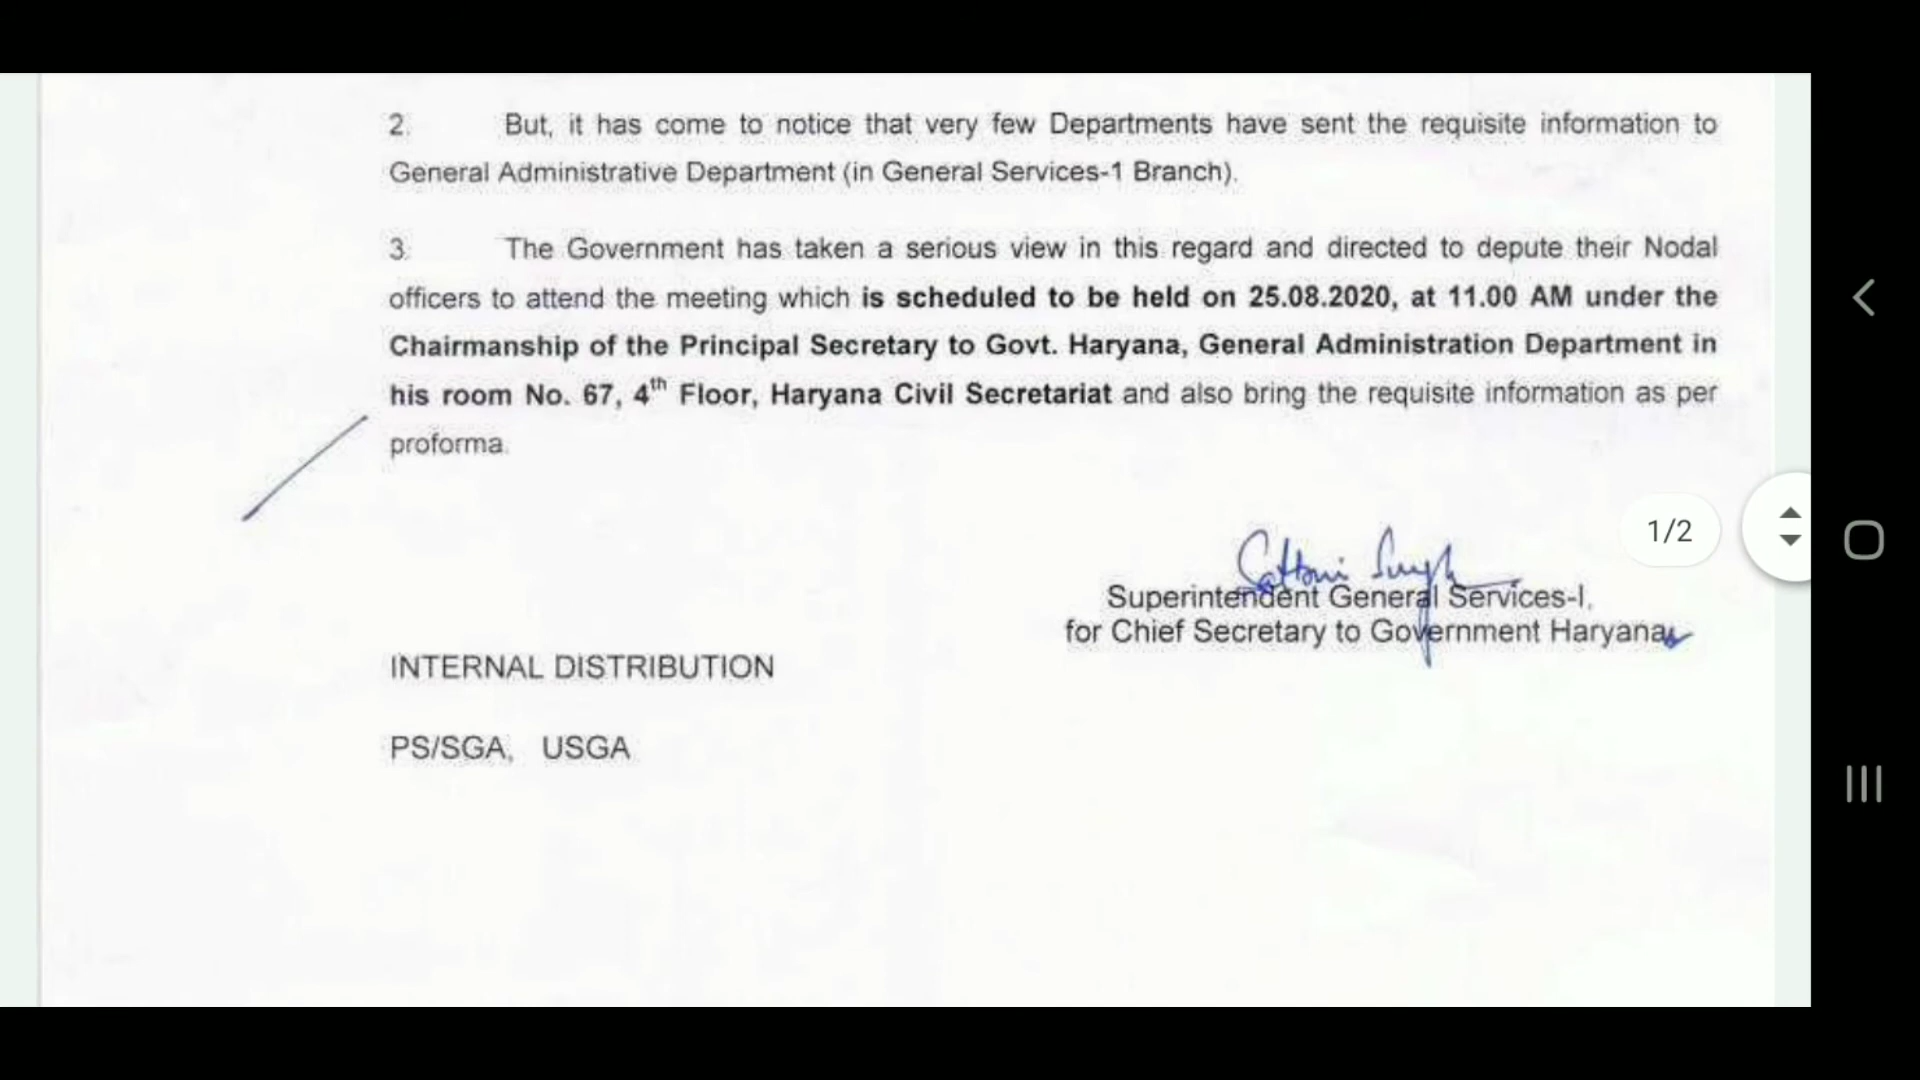 2. But, it has come to notice that very few Departments have sent the requisite information to
General Administrative Department (in General Services-1 Branch).
3. The Government has taken a serious view in this regard and directed to depute their Nodal
officers to attend the meeting which is scheduled to be held on 25.08.2020, at 11.00 AM under the
Chairmanship of the Principal Secretary to Govt. Haryana, General Administration Department in
his room No. 67, 4th Floor, Haryana Civil Secretariat and also bring the requisite information as per
proforma.
1/2
Singh
Superintendent General Services-I,
for Chief Secretary to Government Haryana
INTERNAL DISTRIBUTION
PS/SGA, USGA